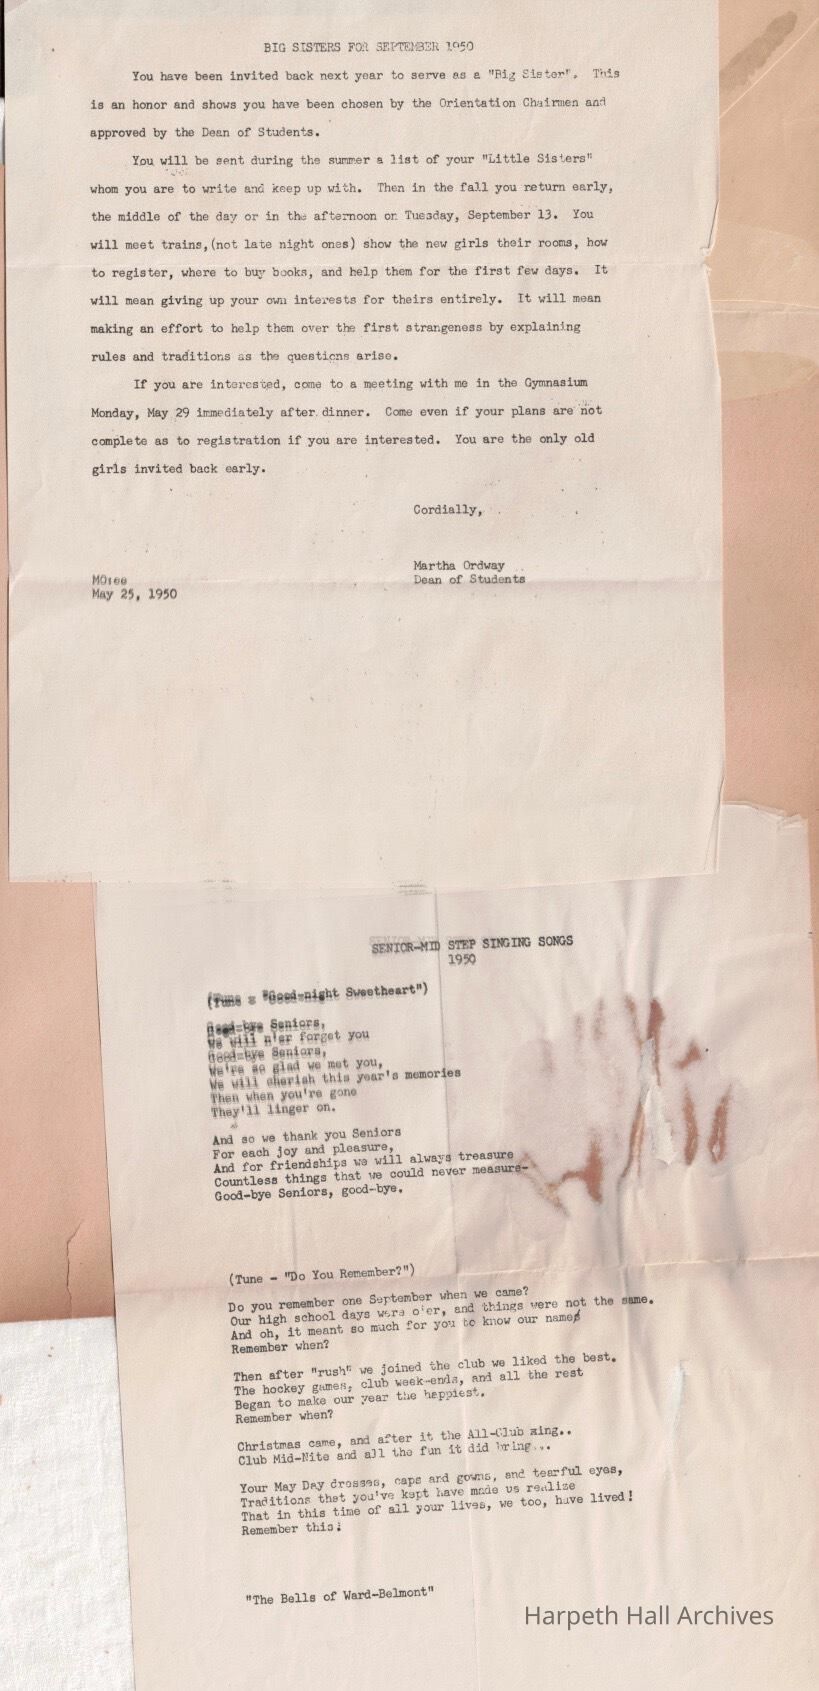 BIG SISTERS FOR SEPTEMBER 1950
You have been invited back next year to serve as a "Big Sister". This
is an honor and shows you have been chosen by the Orientation Chairmen and
approved by the Dean of Students.
You will be sent during the summer a list of your "Little Sisters"
whom you are to write and keep up with. Then in the fall you return early,
the middle of the day or in the afternoon on Tuesday, September 13. You
will meet trains,(not late night ones) show the new girls their rooms, how
to register, where to buy books, and help them for the first few days. It
will mean giving up your own interests for theirs entirely. It will mean
making an effort to help them over the first strangeness by explaining
rules and traditions as the questions arise.
If you are interested, come to a meeting with me in the Gymnasium
Monday, May 29 immediately after dinner. Come even if your plans are not
complete as to registration if you are interested. You are the only old
girls invited back early.
Cordially,
Martha Ordway
Dean of Students
MO:ee
May 25, 1950
SENIOR-MID STEP SINGING SONGS
1950
(Tune = "Good-night Sweetheart")
Good-bye Seniors,
We will n'er forget you
Good-bye Seniors,
We're so glad we met you,
We will cherish this year's memories
Then when you're gone
They'll linger on.
And so we thank you Seniors
For each joy and pleasure,
And for friendships we will always treasure
Countless things that we could never measure-
Good-bye Seniors, good-bye.
(Tune - "Do You Remember?")
Do you remember one September when we came?
Our high school days were o'er, and things were not the same.
And oh, it meant so much for you to know our name
Remember when?
Then after "rush" we joined the club we liked the best.
The hockey games, club week-ends, and all the rest
Began to make our year the happiest.
Remember when?
Christmas came, and after it the All-Club sing..
Club Mid-Nite and all the fun it did bring...
Your May Day dresses, caps and gowns, and tearful eyes,
Traditions that you've kept have made us realize
That in this time of all your lives, we too, have lived!
Remember this!
"The Bells of Ward-Belmont"
Harpeth Hall Archives